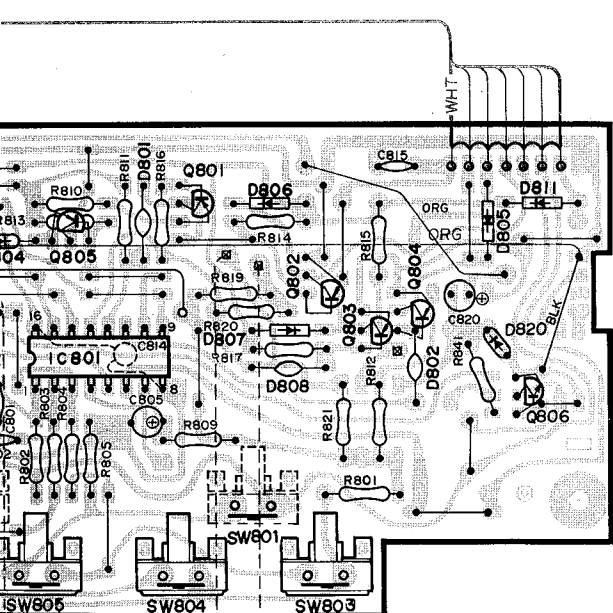 WHT
C815
R811
D801
R816
Q801
D806
D811
R810
R813
ORG
ORG
D805
R814
R815
Q804
Q805
Q802
R819
Q803
C820
BLK
16
9
R820
D807
D820
C814
IC801
R817
R812
D802
R841
D808
1
8
R803
R804
C805
C801
R821
Q806
R809
R802
R805
R801
SW801
SW805
SW804
SW803